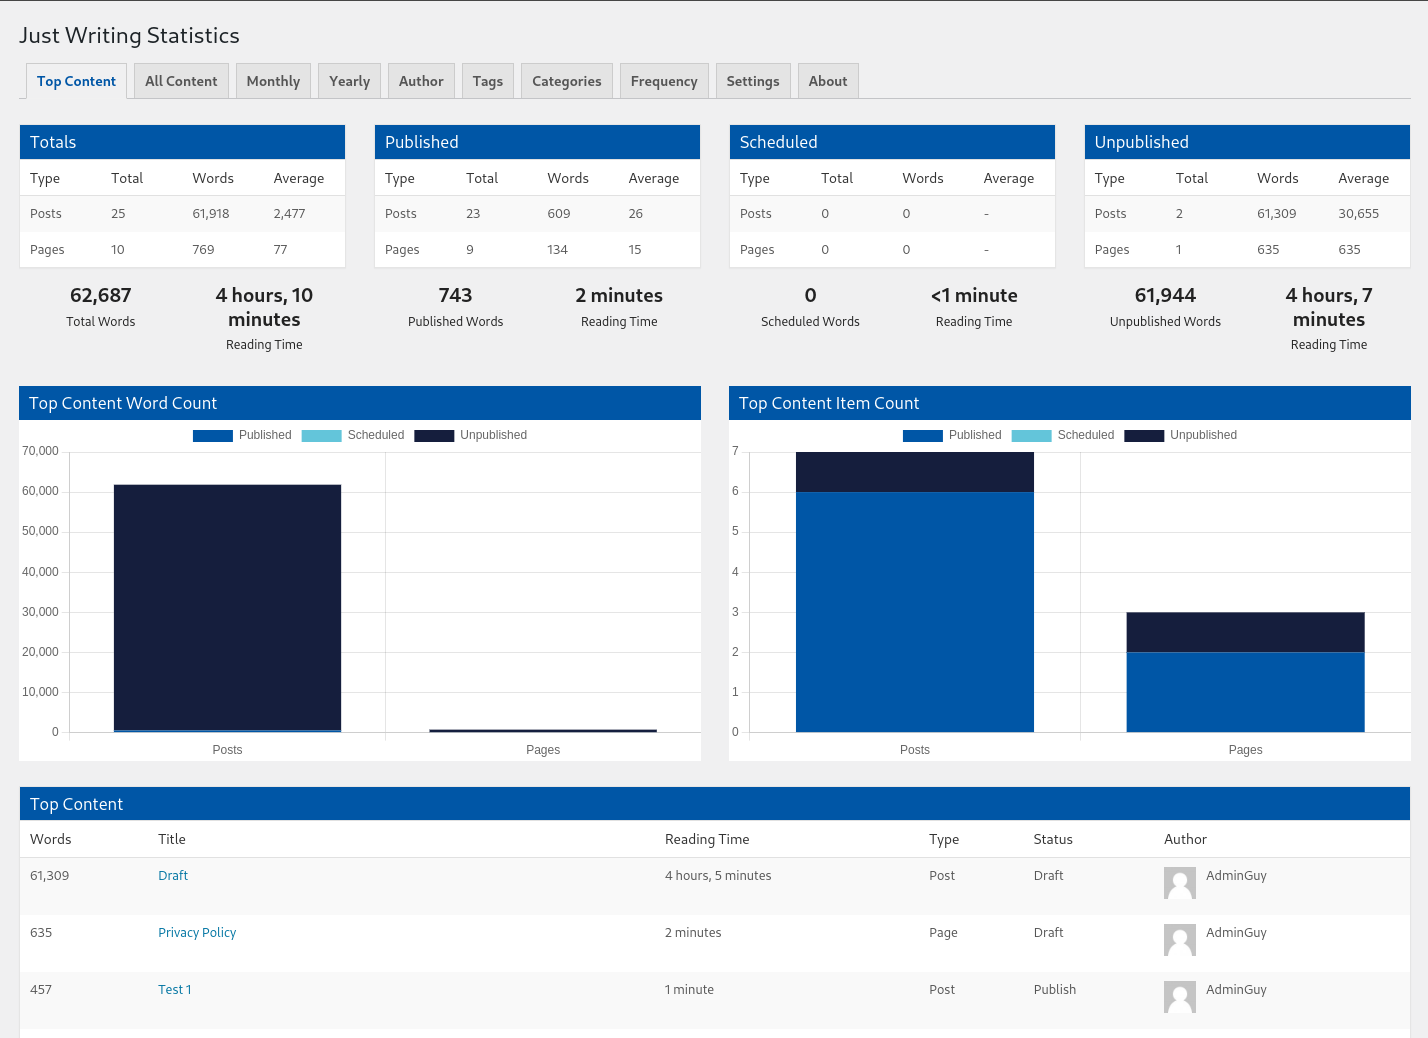 Just Writing Statistics
Top Content All Content Monthly Yearly Author Tags Categories Frequency Settings About
Totals
Type Total Words Average
Posts 25 61,918 2,477
Pages 10 769 77
62,687
Total Words
4 hours, 10
minutes
Reading Time
Published
Type Total Words Average
Posts 23 609 26
Pages 9 134 15
743
Published Words
2 minutes
Reading Time
Scheduled
Type Total Words Average
Posts 0 0 -
Pages 0 0 -
0
Scheduled Words
<1 minute
Reading Time
Unpublished
Type Total Words Average
Posts 2 61,309 30,655
Pages 1 635 635
61,944
Unpublished Words
4 hours, 7
minutes
Reading Time
Top Content Word Count
Published Scheduled Unpublished
70,000
60,000
50,000
40,000
30,000
20,000
10,000
0
Posts Pages
Top Content Item Count
Published Scheduled Unpublished
7
6
5
4
3
2
1
0
Posts Pages
Top Content
Words Title Reading Time Type Status Author
61,309 Draft 4 hours, 5 minutes Post Draft AdminGuy
635 Privacy Policy 2 minutes Page Draft AdminGuy
457 Test 1 1 minute Post Publish AdminGuy